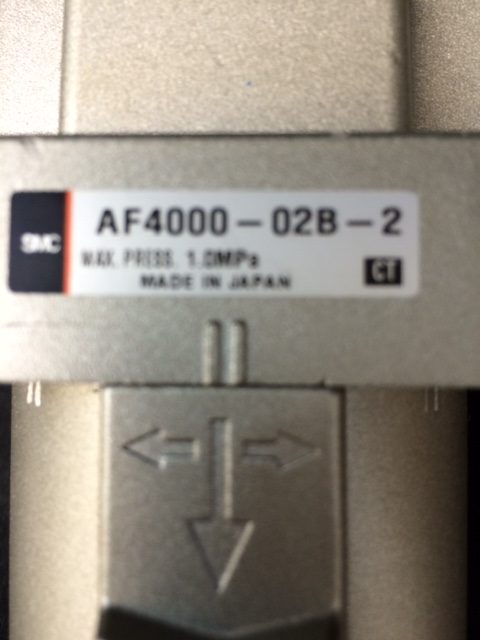 SMC
AF4000-02B-2
MAX. PRESS. 1.0MPa
MADE IN JAPAN
CT